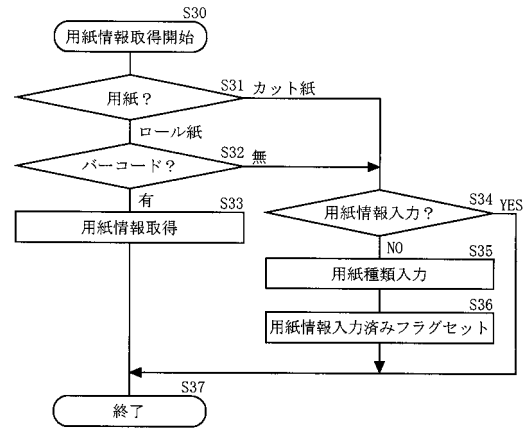 S30
用紙情報取得開始
S31 カット紙
用紙?
ロール紙
S32 無
バーコード?
有
S33
用紙情報取得
S34 YES
用紙情報入力?
NO
S35
用紙種類入力
S36
用紙情報入力済みフラグセット
S37
終了